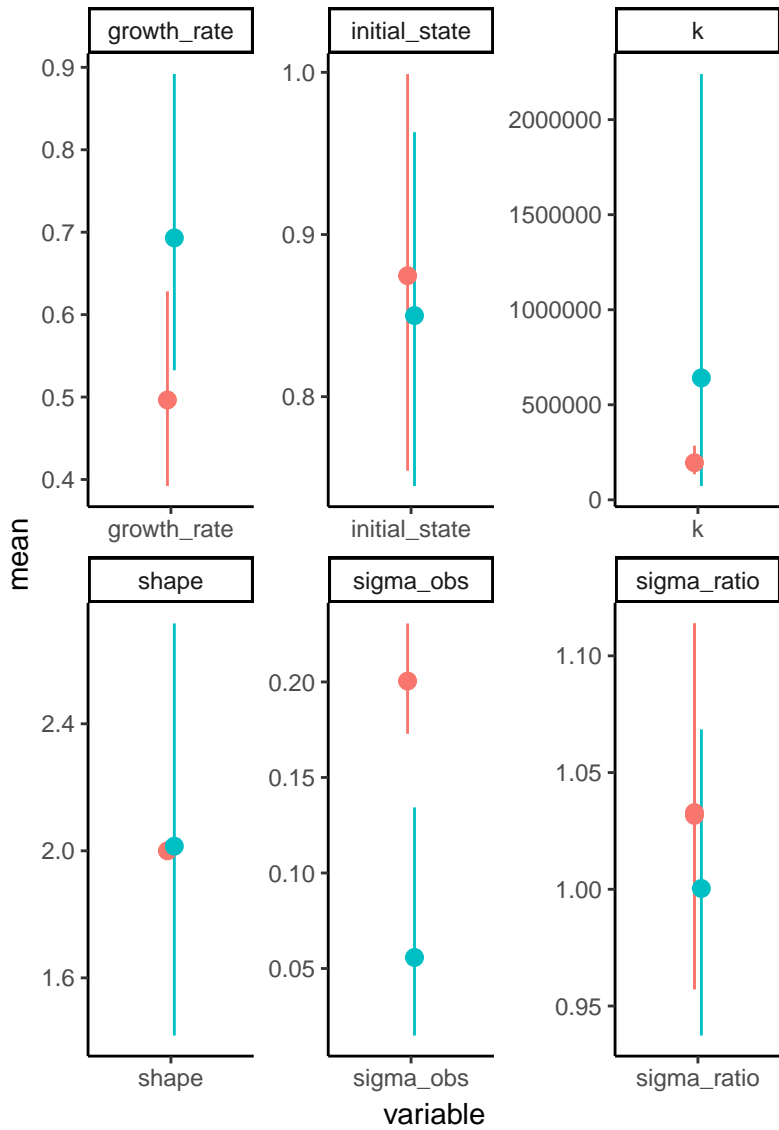 growth_rate
initial_state
k
0.9
0.8
0.7
0.6
0.5
0.4
1.0
0.9
0.8
2000000
1500000
1000000
500000
0
growth_rate
initial_state
k
mean
shape
sigma_obs
sigma_ratio
2.4
2.0
1.6
0.20
0.15
0.10
0.05
1.10
1.05
1.00
0.95
shape
sigma_obs
sigma_ratio
variable